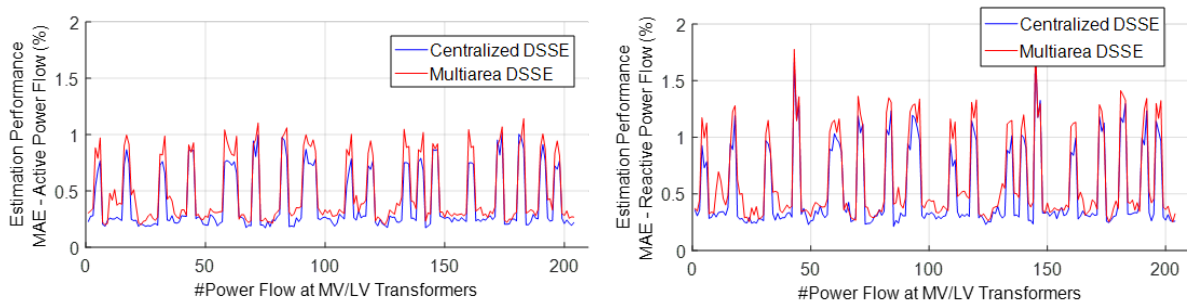 Estimation Performance
MAE - Active Power Flow (%)
2
1.5
1
0.5
0
Centralized DSSE
Multiarea DSSE
0
50
100
150
200
#Power Flow at MV/LV Transformers
Estimation Performance
MAE - Reactive Power Flow (%)
2
1.5
1
0.5
0
Centralized DSSE
Multiarea DSSE
0
50
100
150
200
#Power Flow at MV/LV Transformers